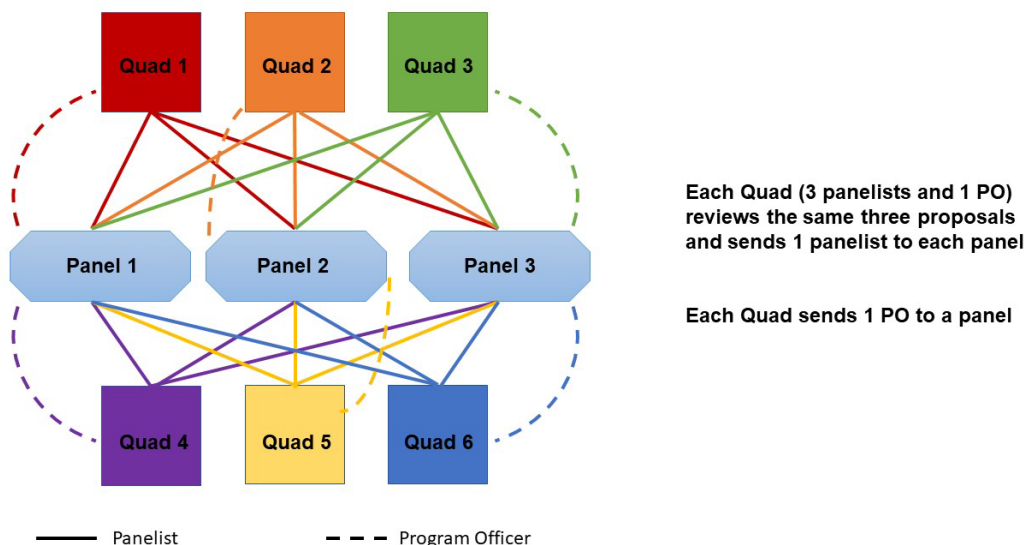 Quad 1
Quad 2
Quad 3
Each Quad (3 panelists and 1 PO)
reviews the same three proposals
and sends 1 panelist to each panel
Panel 1
Panel 2
Panel 3
Each Quad sends 1 PO to a panel
Quad 4
Quad 5
Quad 6
Panelist
Program Officer